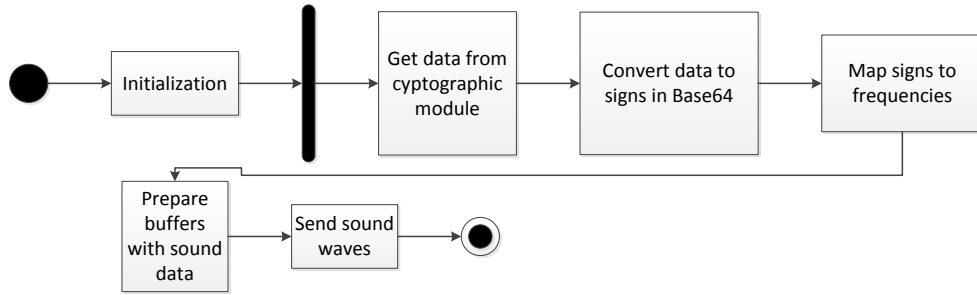 Initialization
Get data from
cyptographic
module
Convert data to
signs in Base64
Map signs to
frequencies
Prepare
buffers
with sound
data
Send sound
waves